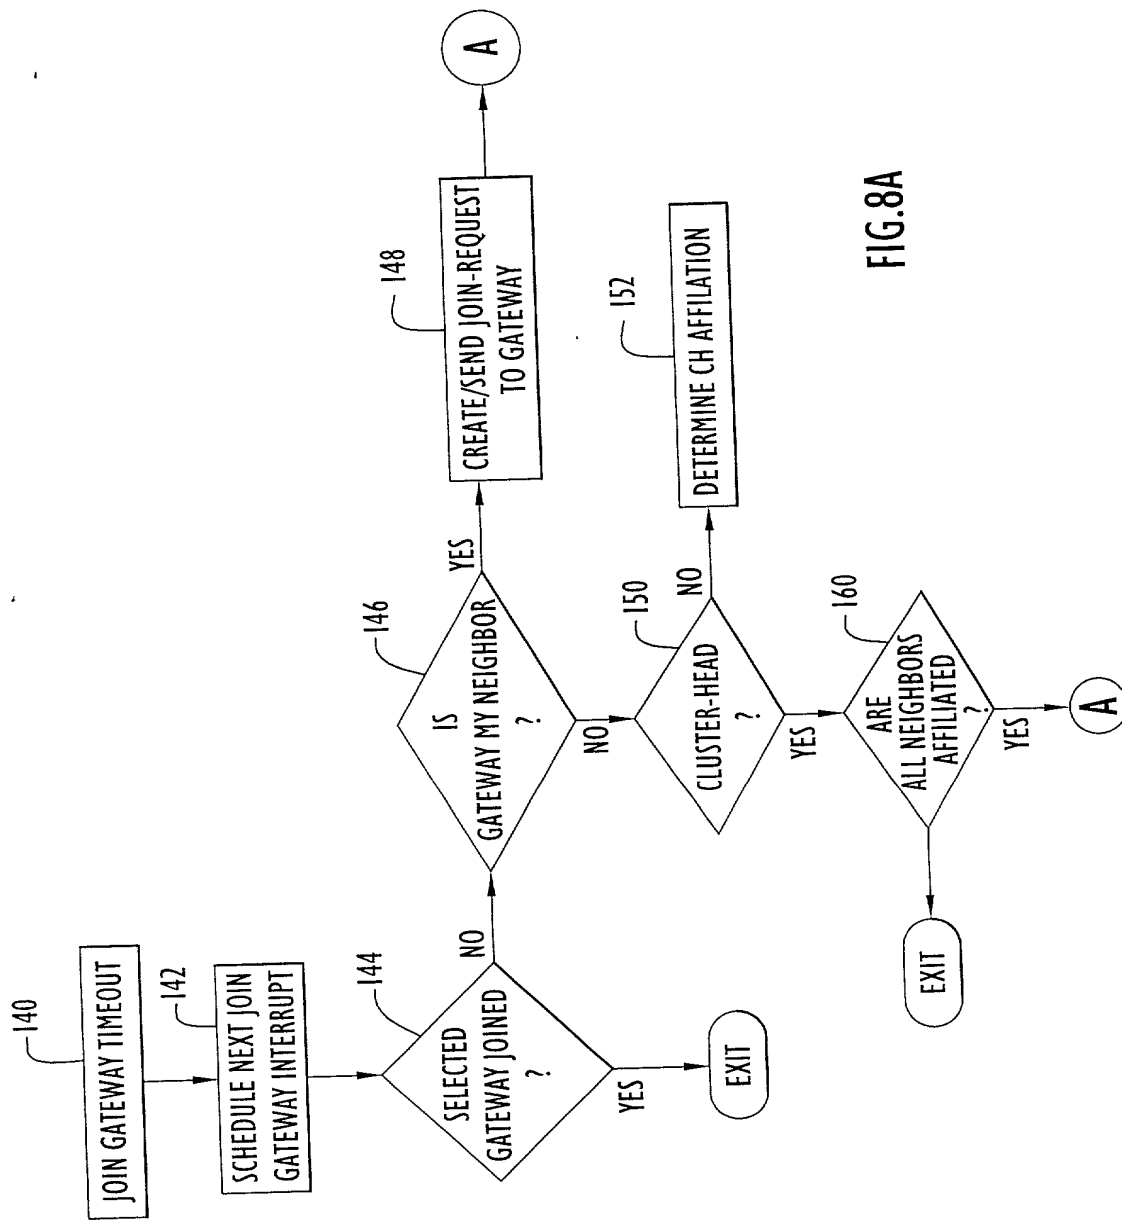 140
JOIN GATEWAY TIMEOUT
142
SCHEDULE NEXT JOIN
GATEWAY INTERRUPT
144
SELECTED
GATEWAY JOINED
?
NO
YES
EXIT
146
IS
GATEWAY MY NEIGHBOR
?
YES
NO
148
CREATE/SEND JOIN-REQUEST
TO GATEWAY
A
150
CLUSTER-HEAD
?
NO
YES
152
DETERMINE CH AFFILATION
160
ARE
ALL NEIGHBORS
AFFILIATED
?
YES
EXIT
A
FIG.8A